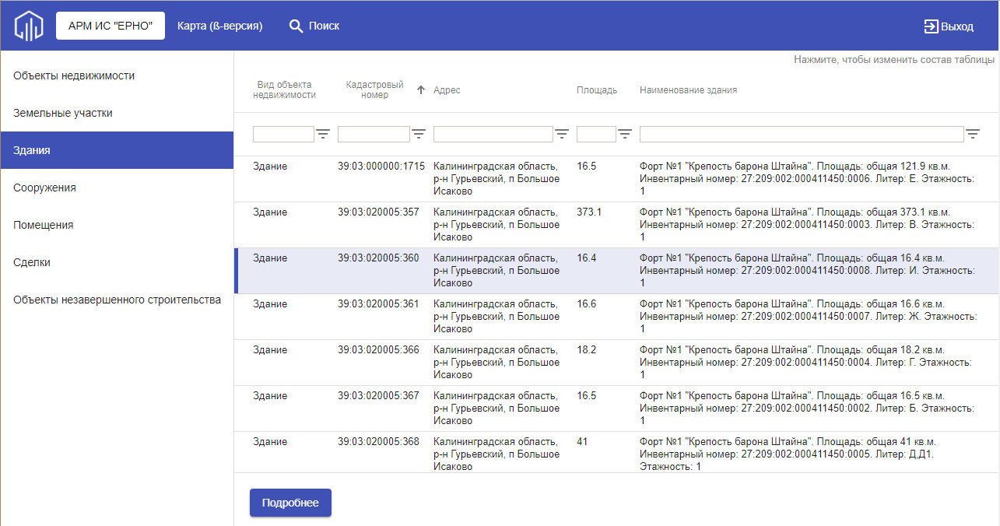 АРМ ИС "ЕРНО"
Карта (ß-версия)
Поиск
Выход
Объекты недвижимости
Земельные участки
Здания
Сооружения
Помещения
Сделки
Объекты незавершенного строительства
Нажмите, чтобы изменить состав таблицы
Вид объекта
недвижимости
Кадастровый
номер
Адрес
Площадь
Наименование здания
Здание
39:03:000000:1715
Калининградская область,
р-н Гурьевский, п Большое
Исаково
16.5
Форт №1 "Крепость барона Штайна". Площадь: общая 121.9 кв.м.
Инвентарный номер: 27:209:002:000411450:0006. Литер: Е. Этажность:
1
Здание
39:03:020005:357
Калининградская область,
р-н Гурьевский, п Большое
Исаково
373.1
Форт №1 "Крепость барона Штайна". Площадь: общая 373.1 кв.м.
Инвентарный номер: 27:209:002:000411450:0003. Литер: В. Этажность:
1
Здание
39:03:020005:360
Калининградская область,
р-н Гурьевский, п Большое
Исаково
16.4
Форт №1 "Крепость барона Штайна". Площадь: общая 16.4 кв.м.
Инвентарный номер: 27:209:002:000411450:0008. Литер: И. Этажность:
1
Здание
39:03:020005:361
Калининградская область,
р-н Гурьевский, п Большое
Исаково
16.6
Форт №1 "Крепость барона Штайна". Площадь: общая 16.6 кв.м.
Инвентарный номер: 27:209:002:000411450:0007. Литер: Ж. Этажность:
1
Здание
39:03:020005:366
Калининградская область,
р-н Гурьевский, п Большое
Исаково
18.2
Форт №1 "Крепость барона Штайна". Площадь: общая 18.2 кв.м.
Инвентарный номер: 27:209:002:000411450:0004. Литер: Г. Этажность:
1
Здание
39:03:020005:367
Калининградская область,
р-н Гурьевский, п Большое
Исаково
16.5
Форт №1 "Крепость барона Штайна". Площадь: общая 16.5 кв.м.
Инвентарный номер: 27:209:002:000411450:0002. Литер: Б. Этажность:
1
Здание
39:03:020005:368
Калининградская область,
р-н Гурьевский, п Большое
Исаково
41
Форт №1 "Крепость барона Штайна". Площадь: общая 41 кв.м.
Инвентарный номер: 27:209:002:000411450:0005. Литер: Д,Д1.
Этажность: 1
Подробнее